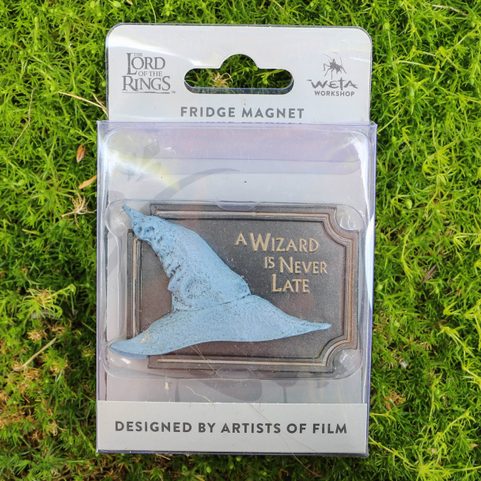 THE
LORD
OF THE
RINGS
WETA
WORKSHOP
FRIDGE MAGNET
A WIZARD
IS NEVER
LATE
DESIGNED BY ARTISTS OF FILM